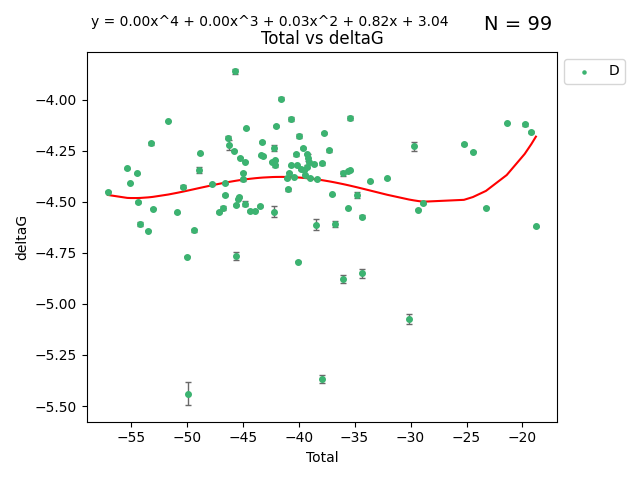 y = 0.00x^4 + 0.00x^3 + 0.03x^2 + 0.82x + 3.04
N = 99
Total vs deltaG
D
−4.00
−4.25
−4.50
−4.75
−5.00
−5.25
−5.50
deltaG
−55 −50 −45 −40 −35 −30 −25 −20
Total